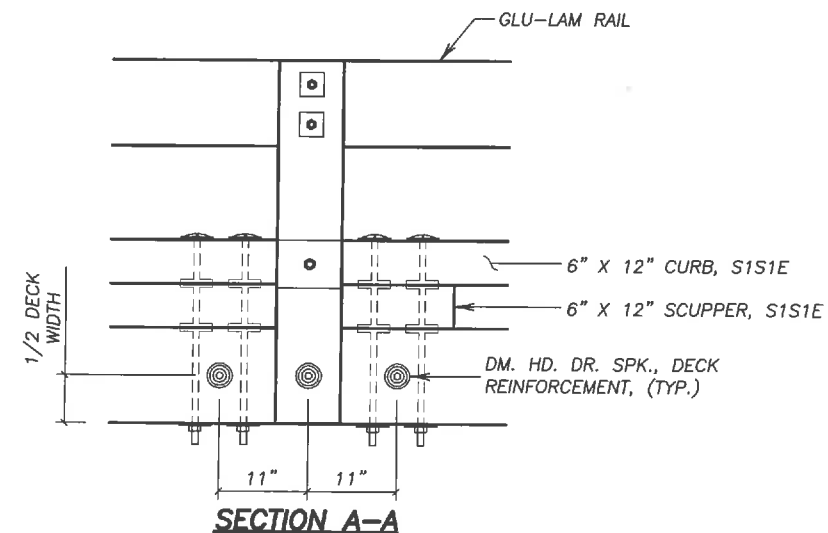 GLU-LAM RAIL
6" X 12" CURB, S1S1E
6" X 12" SCUPPER, S1S1E
1/2 DECK
WIDTH
DM. HD. DR. SPK., DECK
REINFORCEMENT, (TYP.)
11" 11"
SECTION A-A